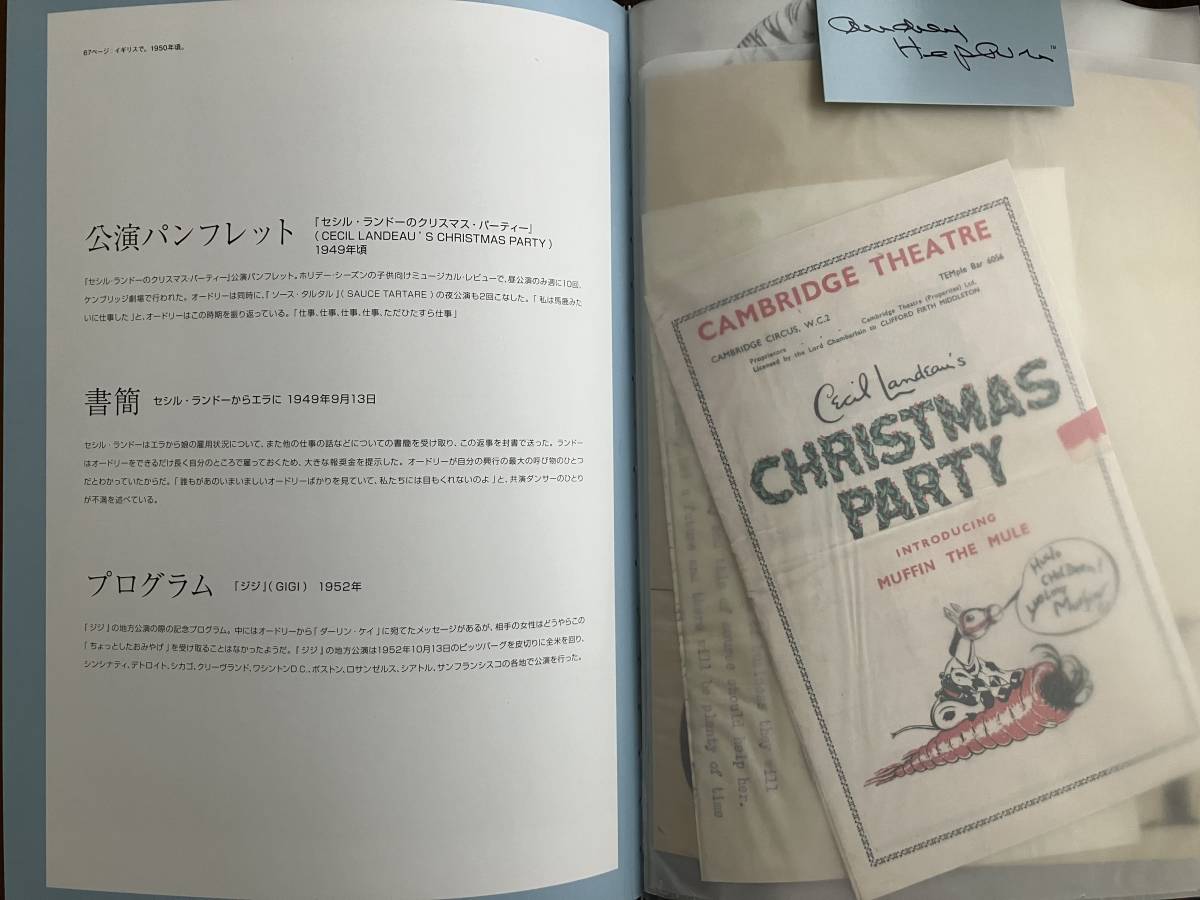 67ページ：イギリスで。1950年頃。
公演パンフレット
「セシル・ランドーのクリスマス・パーティー」
(CECIL LANDEAU'S CHRISTMAS PARTY)
1949年頃
「セシル・ランドーのクリスマス・パーティー」公演パンフレット。ホリデー・シーズンの子供向けミュージカル・レビューで、昼公演のみ週に10回、
ケンブリッジ劇場で行われた。オードリーは同時に、「ソース・タルタル」(SAUCE TARTARE)の夜公演も2回こなした。「私は馬鹿みた
いに仕事した」と、オードリーはこの時期を振り返っている。「仕事、仕事、仕事、仕事、ただひたすら仕事」
書簡
セシル・ランドーからエラに 1949年9月13日
セシル・ランドーはエラから娘の雇用状況について、また他の仕事の話などについての書簡を受け取り、この返事を封書で送った。ランドー
はオードリーをできるだけ長く自分のところで雇っておくため、大きな報奨金を提示した。オードリーが自分の興行の最大の呼び物のひとつ
だとわかっていたからだ。「誰もがあのいまいましいオードリーばかりを見ていて、私たちには目もくれないのよ」と、共演ダンサーのひとり
が不満を述べている。
プログラム
「ジジ」(GIGI) 1952年
「ジジ」の地方公演の際の記念プログラム。中にはオードリーから「ダーリン・ケイ」に宛てたメッセージがあるが、相手の女性はどうやらこの
「ちょっとしたおみやげ」を受け取ることはなかったようだ。『ジジ』の地方公演は1952年10月13日のピッツバーグを皮切りに全米を回り、
シンシナティ、デトロイト、シカゴ、クリーヴランド、ワシントンD.C.、ボストン、ロサンゼルス、シアトル、サンフランシスコの各地で公演を行った。
Audrey
Hepburn™
CAMBRIDGE THEATRE
CAMBRIDGE CIRCUS, W.C.2
TEMple Bar 6056
Proprietors
Cambridge Theatre (Properties) Ltd.
Licensed by the Lord Chamberlain to CLIFFORD FIRTH MIDDLETON
Cecil Landeau's
CHRISTMAS
PARTY
INTRODUCING
MUFFIN THE MULE
Hullo
Children!
they will
this of course should help her.
future and there will be plenty of time